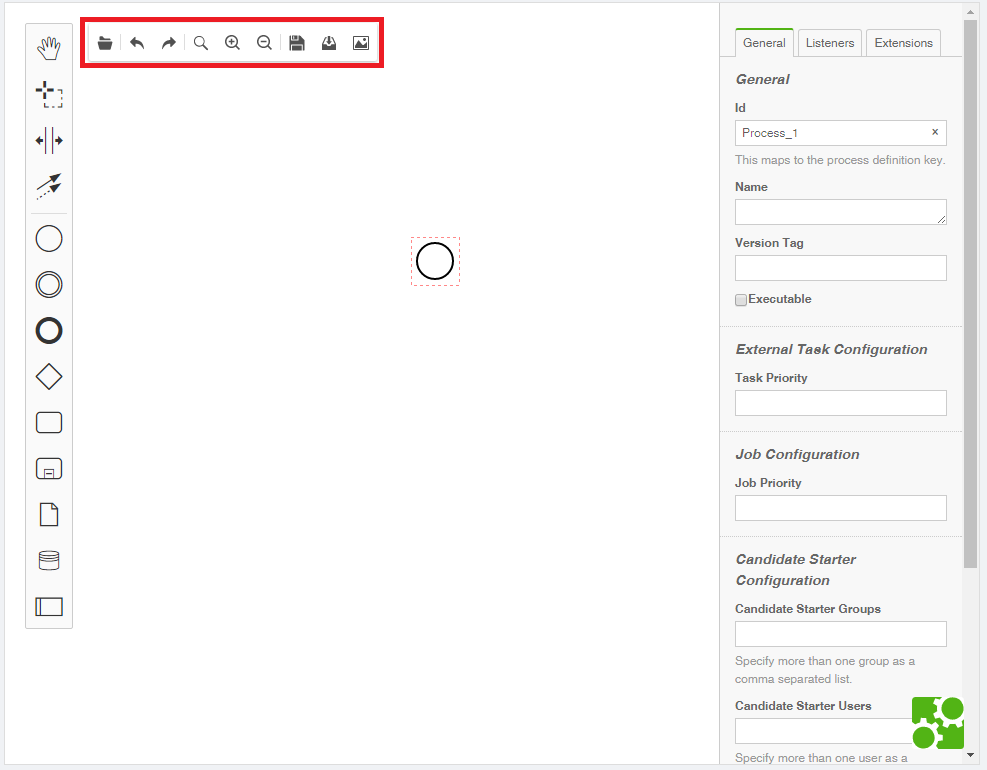 General Listeners Extensions
General
Id
Process_1 ×
This maps to the process definition key.
Name
Version Tag
Executable
External Task Configuration
Task Priority
Job Configuration
Job Priority
Candidate Starter
Configuration
Candidate Starter Groups
Specify more than one group as a
comma separated list.
Candidate Starter Users
Specify more than one user as a